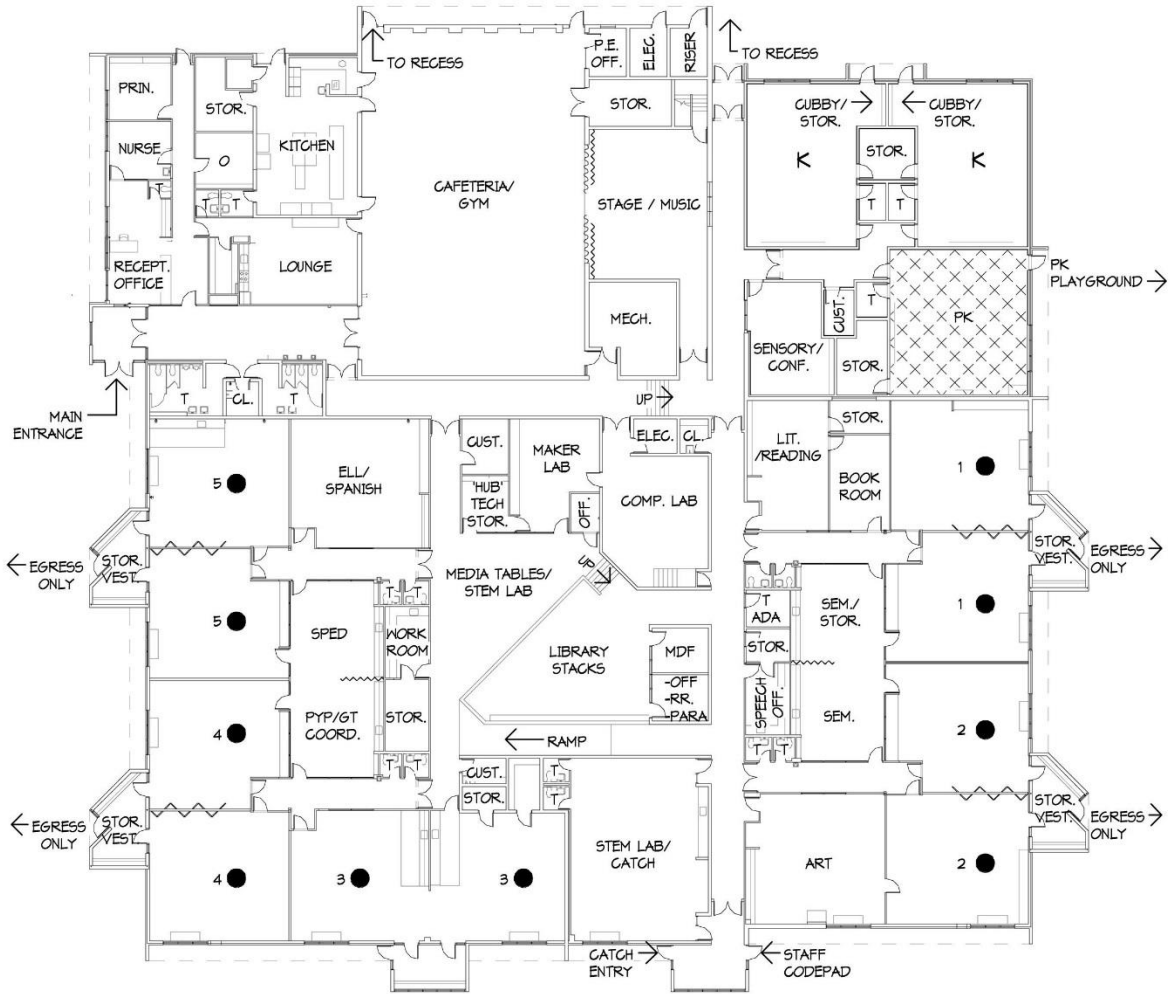 TO RECESS
P.E.
OFF.
ELEC.
RISER
TO RECESS
PRIN.
STOR.
NURSE
O
KITCHEN
STOR.
CUBBY/
STOR.
CUBBY/
STOR.
K
STOR.
K
T
T
T
T
T
CAFETERIA/
GYM
STAGE / MUSIC
RECEPT.
OFFICE
LOUNGE
MECH.
PK
PLAYGROUND
CUST.
T
PK
SENSORY/
CONF.
STOR.
MAIN
ENTRANCE
T
CL.
T
UP
5
ELL/
SPANISH
CUST.
'HUB'
TECH
STOR.
MAKER
LAB
OFF.
ELEC.
CL.
COMP. LAB
LIT.
/READING
STOR.
BOOK
ROOM
1
EGRESS
ONLY
STOR.
VEST.
MEDIA TABLES/
STEM LAB
UP
STOR.
VEST.
EGRESS
ONLY
5
SPED
T
T
WORK
ROOM
LIBRARY
STACKS
MDF
-OFF
-RR.
-PARA
T
ADA
STOR.
SPEECH
OFF.
SEM./
STOR.
1
4
PYP/GT
COORD.
STOR.
SEM.
2
RAMP
T
T
T
T
EGRESS
ONLY
STOR.
VEST.
CUST.
STOR.
T
T
STOR.
VEST.
EGRESS
ONLY
4
3
3
STEM LAB/
CATCH
ART
2
CATCH
ENTRY
STAFF
CODEPAD